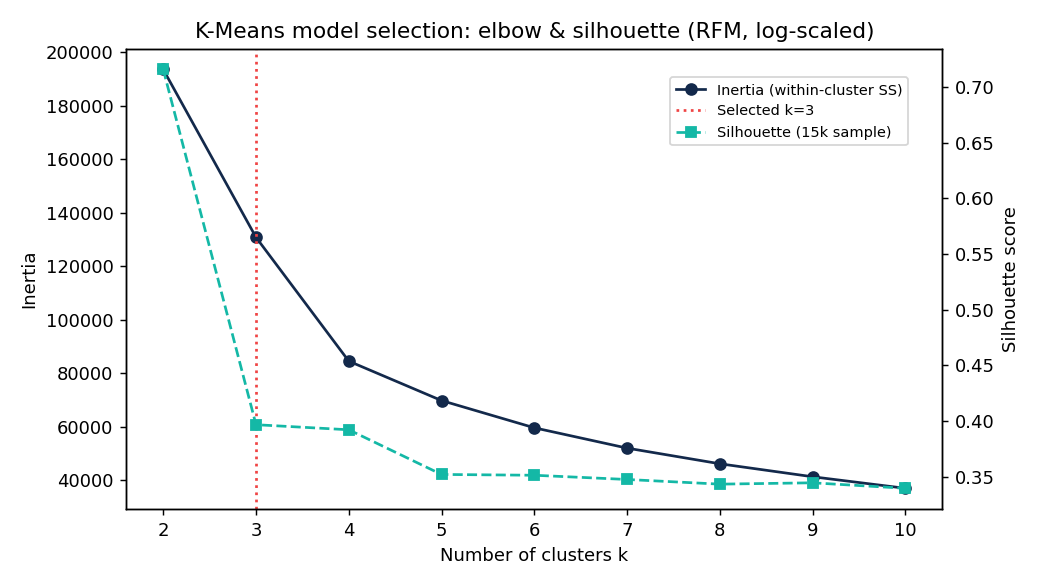 K-Means model selection: elbow & silhouette (RFM, log-scaled)
Inertia
200000
180000
160000
140000
120000
100000
80000
60000
40000
Inertia (within-cluster SS)
Selected k=3
Silhouette (15k sample)
0.70
0.65
0.60
0.55
0.50
0.45
0.40
0.35
Silhouette score
2 3 4 5 6 7 8 9 10
Number of clusters k